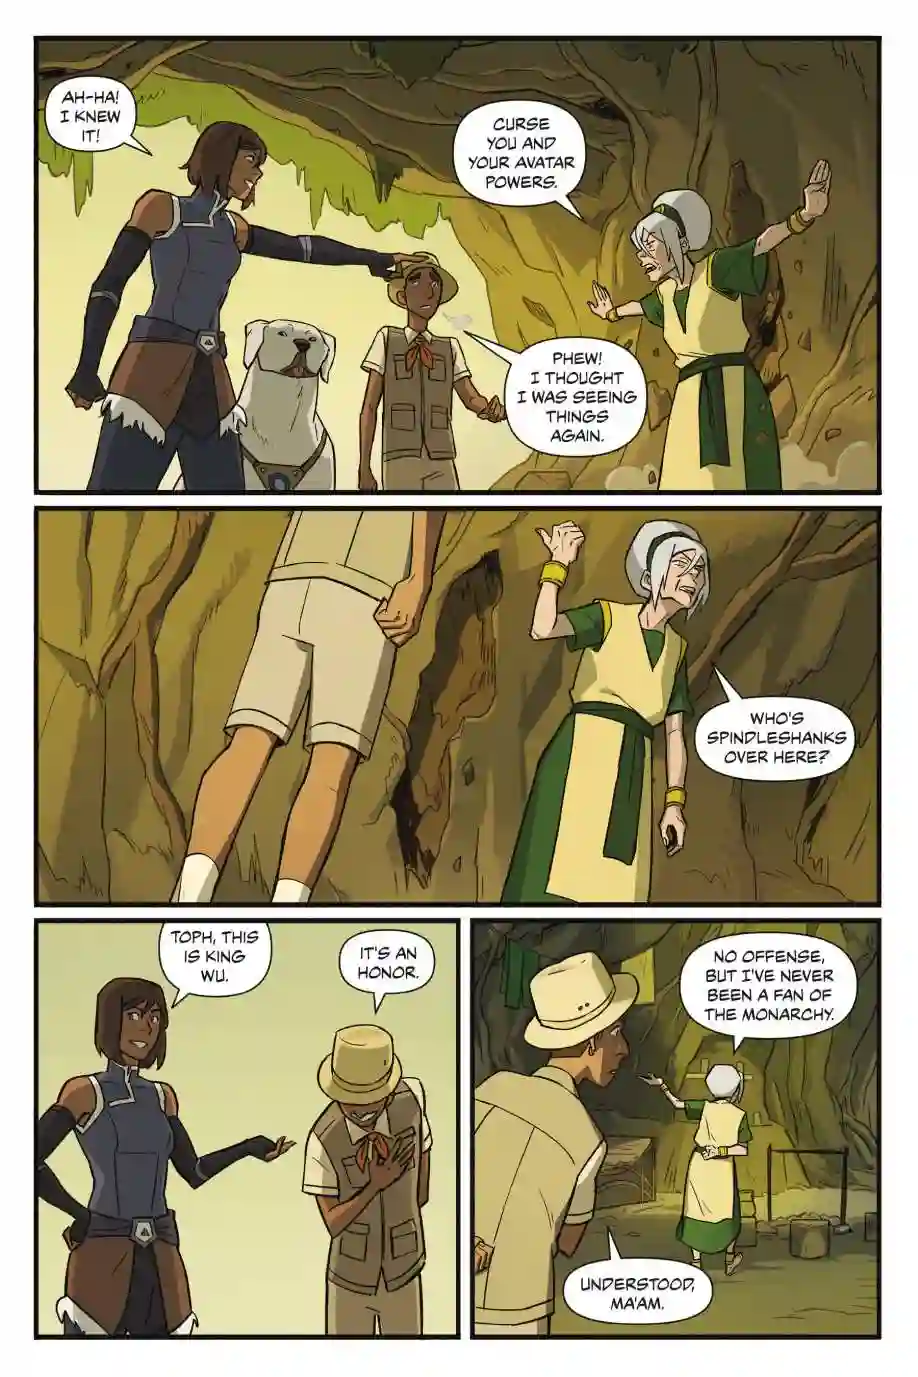 AH-HA!
I KNEW
IT!
CURSE
YOU AND
YOUR AVATAR
POWERS.
PHEW!
I THOUGHT
I WAS SEEING
THINGS
AGAIN.
WHO'S
SPINDLESHANKS
OVER HERE?
TOPH, THIS
IS KING
WU.
IT'S AN
HONOR.
NO OFFENSE,
BUT I'VE NEVER
BEEN A FAN OF
THE MONARCHY.
UNDERSTOOD,
MA'AM.